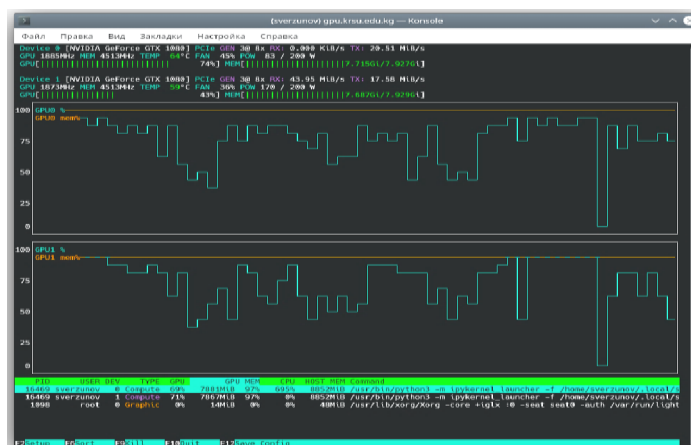 (sverzunov) gpu.krsu.edu.kg — Konsole
Файл Правка Вид Закладки Настройка Справка
Device 0 [NVIDIA GeForce GTX 1080] PCIe GEN 3@ 8x RX: 0.000 KiB/s TX: 20.51 MiB/s
GPU 1885MHz MEM 4513MHz TEMP 64°C FAN 45% POW 83 / 200 W
GPU[ 74%] MEM[ 7.715Gi/7.927Gi]
Device 1 [NVIDIA GeForce GTX 1080] PCIe GEN 3@ 8x RX: 43.95 MiB/s TX: 17.58 MiB/s
GPU 1873MHz MEM 4513MHz TEMP 59°C FAN 36% POW 170 / 200 W
GPU[ 43%] MEM[ 7.687Gi/7.929Gi]
100 GPU0 %
GPU0 mem%
75
50
25
0
100 GPU1 %
GPU1 mem%
75
50
25
0
PID USER DEV TYPE GPU GPU MEM CPU HOST MEM Command
16469 sverzunov 0 Compute 69% 7881MiB 97% 695% 8852MiB /usr/bin/python3 -m ipykernel_launcher -f /home/sverzunov/.local/s
16469 sverzunov 1 Compute 71% 7867MiB 97% 0% 8852MiB /usr/bin/python3 -m ipykernel_launcher -f /home/sverzunov/.local/s
1098 root 0 Graphic 0% 14MiB 0% 0% 48MiB /usr/lib/xorg/Xorg -core +iglx :0 -seat seat0 -auth /var/run/light
F2Setup F6Sort F9Kill F10Quit F12Save Config